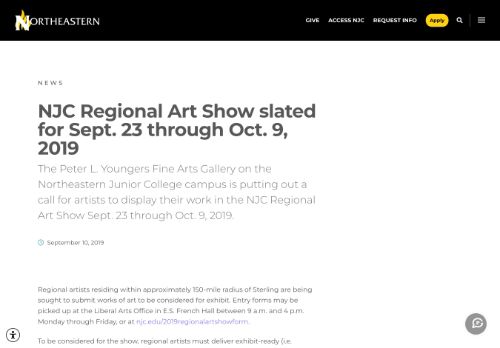 NORTHEASTERN
GIVE ACCESS NJC REQUEST INFO Apply
NEWS
NJC Regional Art Show slated
for Sept. 23 through Oct. 9,
2019
The Peter L. Youngers Fine Arts Gallery on the
Northeastern Junior College campus is putting out a
call for artists to display their work in the NJC Regional
Art Show Sept. 23 through Oct. 9, 2019.
September 10, 2019
Regional artists residing within approximately 150-mile radius of Sterling are being
sought to submit works of art to be considered for exhibit. Entry forms may be
picked up at the Liberal Arts Office in E.S. French Hall between 9 a.m. and 4 p.m.
Monday through Friday, or at njc.edu/2019regionalartshowform.
To be considered for the show, regional artists must deliver exhibit-ready (i.e.